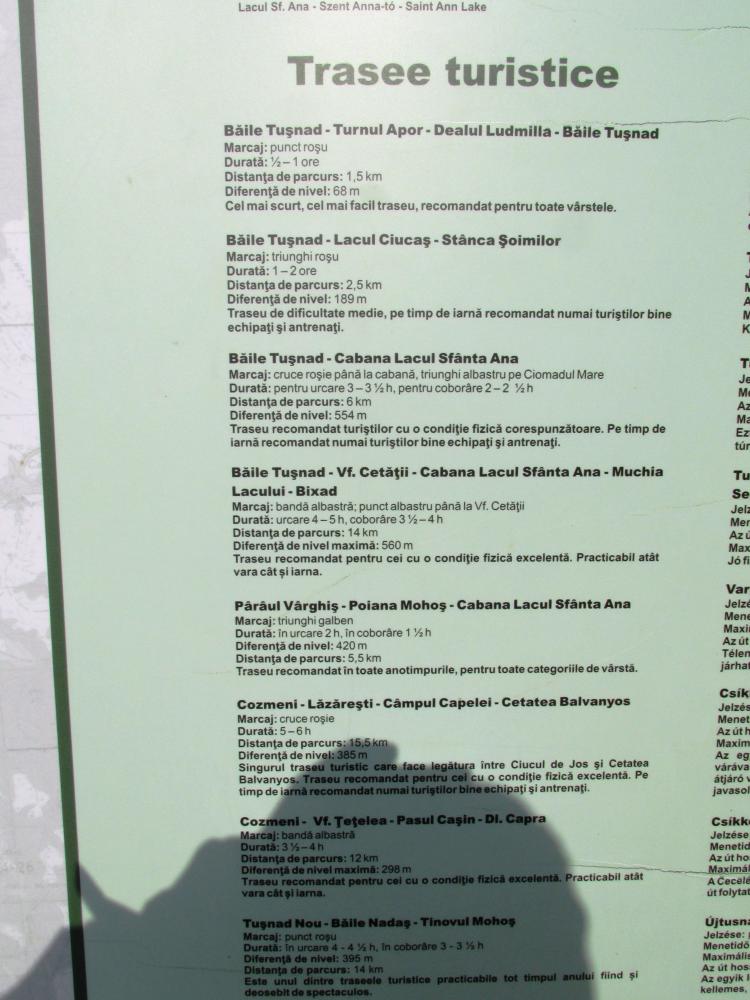 Lacul Sf. Ana - Szent Anna-tó - Saint Ann Lake
Trasee turistice
Băile Tuşnad - Turnul Apor - Dealul Ludmilla - Băile Tuşnad
Marcaj: punct roşu
Durată: ½ – 1 ore
Distanţa de parcurs: 1,5 km
Diferenţă de nivel: 68 m
Cel mai scurt, cel mai facil traseu, recomandat pentru toate vârstele.
Băile Tuşnad - Lacul Ciucaş - Stânca Şoimilor
Marcaj: triunghi roşu
Durată: 1 – 2 ore
Distanţa de parcurs: 2,5 km
Diferenţă de nivel: 189 m
Traseu de dificultate medie, pe timp de iarnă recomandat numai turiştilor bine
echipaţi şi antrenaţi.
Băile Tuşnad - Cabana Lacul Sfânta Ana
Marcaj: cruce roşie până la cabană, triunghi albastru pe Ciomadul Mare
Durată: pentru urcare 3 – 3 ½ h, pentru coborâre 2 – 2 ½ h
Distanţa de parcurs: 6 km
Diferenţă de nivel: 554 m
Traseu recomandat turiştilor cu o condiţie fizică corespunzătoare. Pe timp de
iarnă recomandat numai turiştilor bine echipaţi şi antrenaţi.
Băile Tuşnad - Vf. Cetăţii - Cabana Lacul Sfânta Ana - Muchia
Lacului - Bixad
Marcaj: bandă albastră; punct albastru până la Vf. Cetăţii
Durată: urcare 4 – 5 h, coborâre 3 ½ – 4 h
Distanţa de parcurs: 14 km
Diferenţă de nivel maximă: 560 m
Traseu recomandat pentru cei cu o condiţie fizică excelentă. Practicabil atât
vara cât şi iarna.
Pârâul Vârghiş - Poiana Mohoş - Cabana Lacul Sfânta Ana
Marcaj: triunghi galben
Durată: în urcare 2 h, în coborâre 1 ½ h
Diferenţă de nivel: 420 m
Distanţa de parcurs: 5,5 km
Traseu recomandat în toate anotimpurile, pentru toate categoriile de vârstă.
Cozmeni - Lăzăreşti - Câmpul Capelei - Cetatea Balvanyos
Marcaj: cruce roşie
Durată: 5 – 6 h
Distanţa de parcurs: 15,5 km
Diferenţă de nivel: 385 m
Singurul traseu turistic care face legătura între Ciucul de Jos şi Cetatea
Balvanyos. Traseu recomandat pentru cei cu o condiţie fizică excelentă. Pe
timp de iarnă recomandat numai turiştilor bine echipaţi şi antrenaţi.
Cozmeni - Vf. Ţeţelea - Pasul Caşin - Dl. Capra
Marcaj: bandă albastră
Durată: 3 ½ – 4 h
Distanţa de parcurs: 12 km
Diferenţă de nivel maximă: 298 m
Traseu recomandat pentru cei cu o condiţie fizică excelentă. Practicabil atât
vara cât şi iarna.
Tuşnad Nou - Băile Nadaş - Tinovul Mohoş
Marcaj: punct roşu
Durată: în urcare 4 - 4 ½ h, în coborâre 3 - 3 ½ h
Diferenţă de nivel: 395 m
Distanţa de parcurs: 14 km
Este unul dintre traseele turistice practicabile tot timpul anului fiind şi
deosebit de spectaculos.